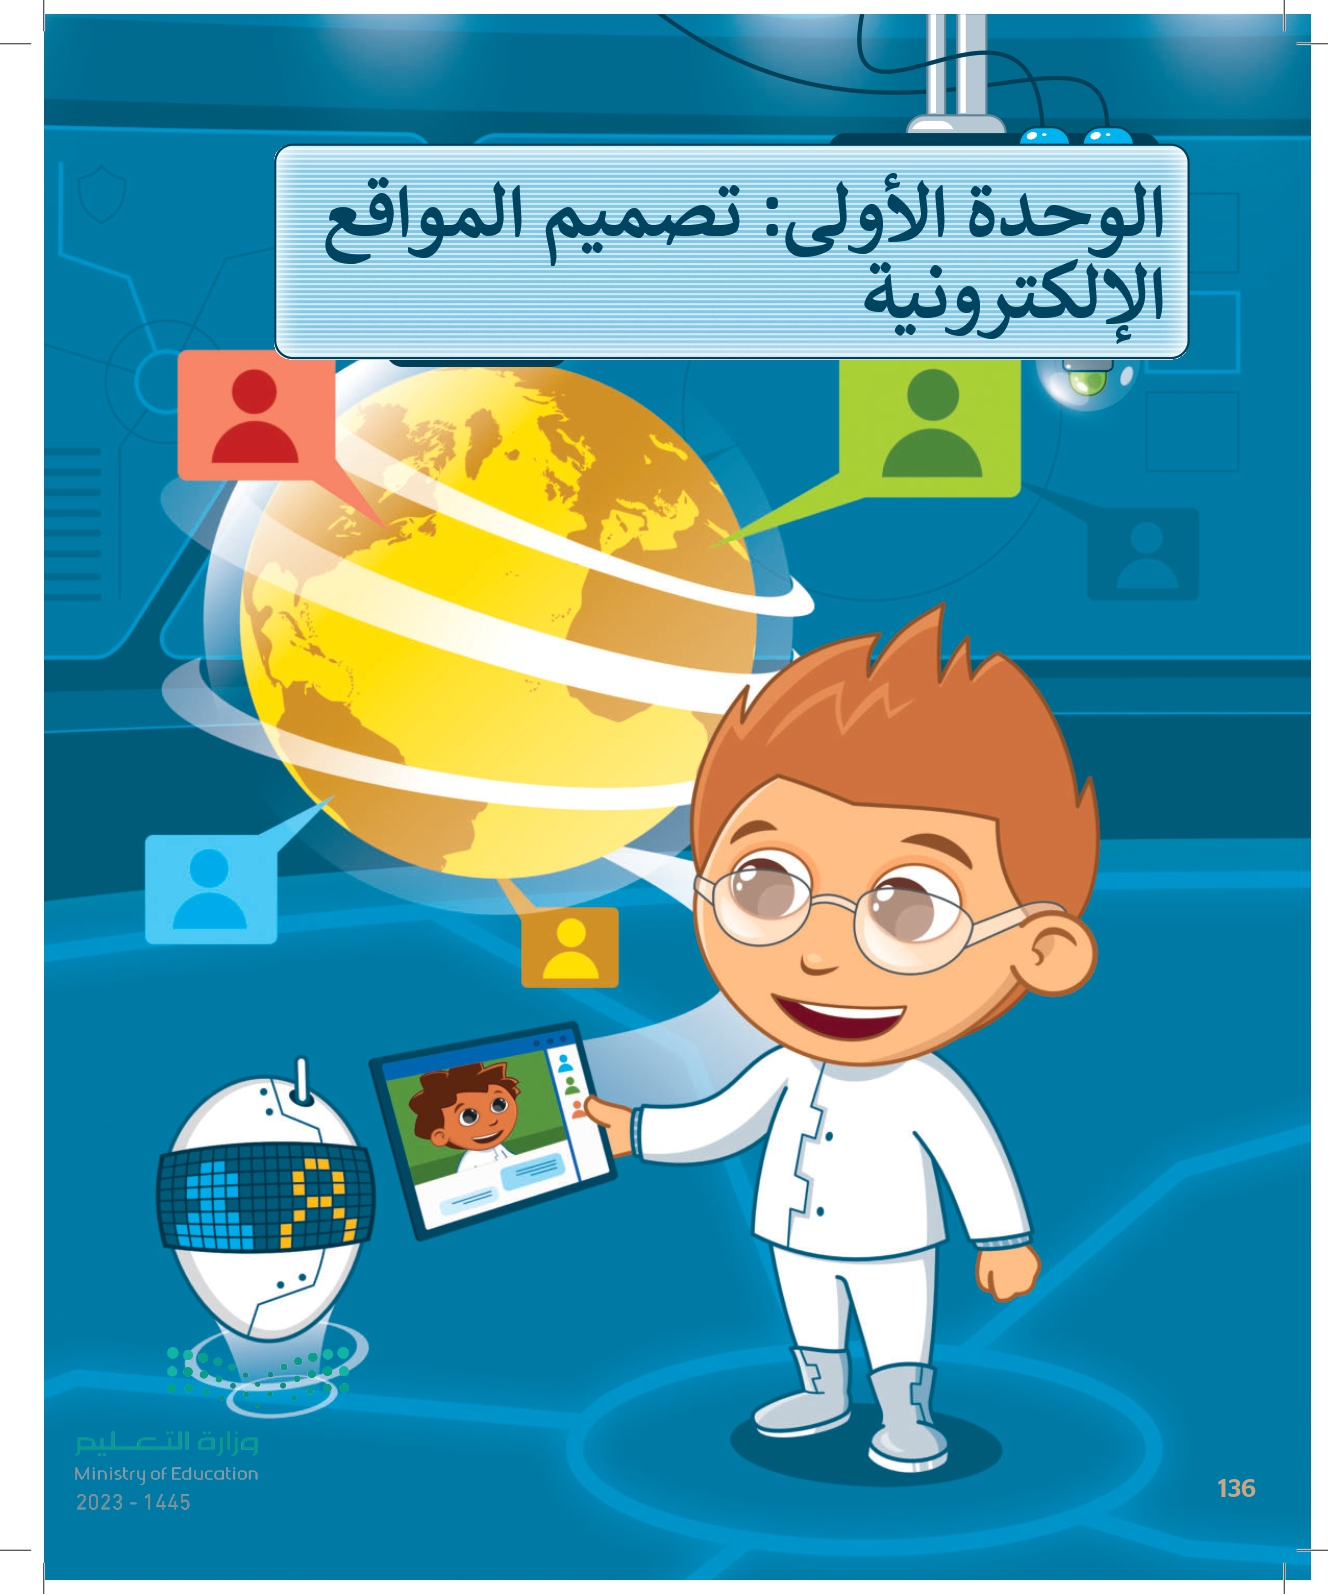 الوحدة الأولى: تصميم المواقع
الإلكترونية
وزارة التعليم
Ministry of Education
2023 - 1445
136